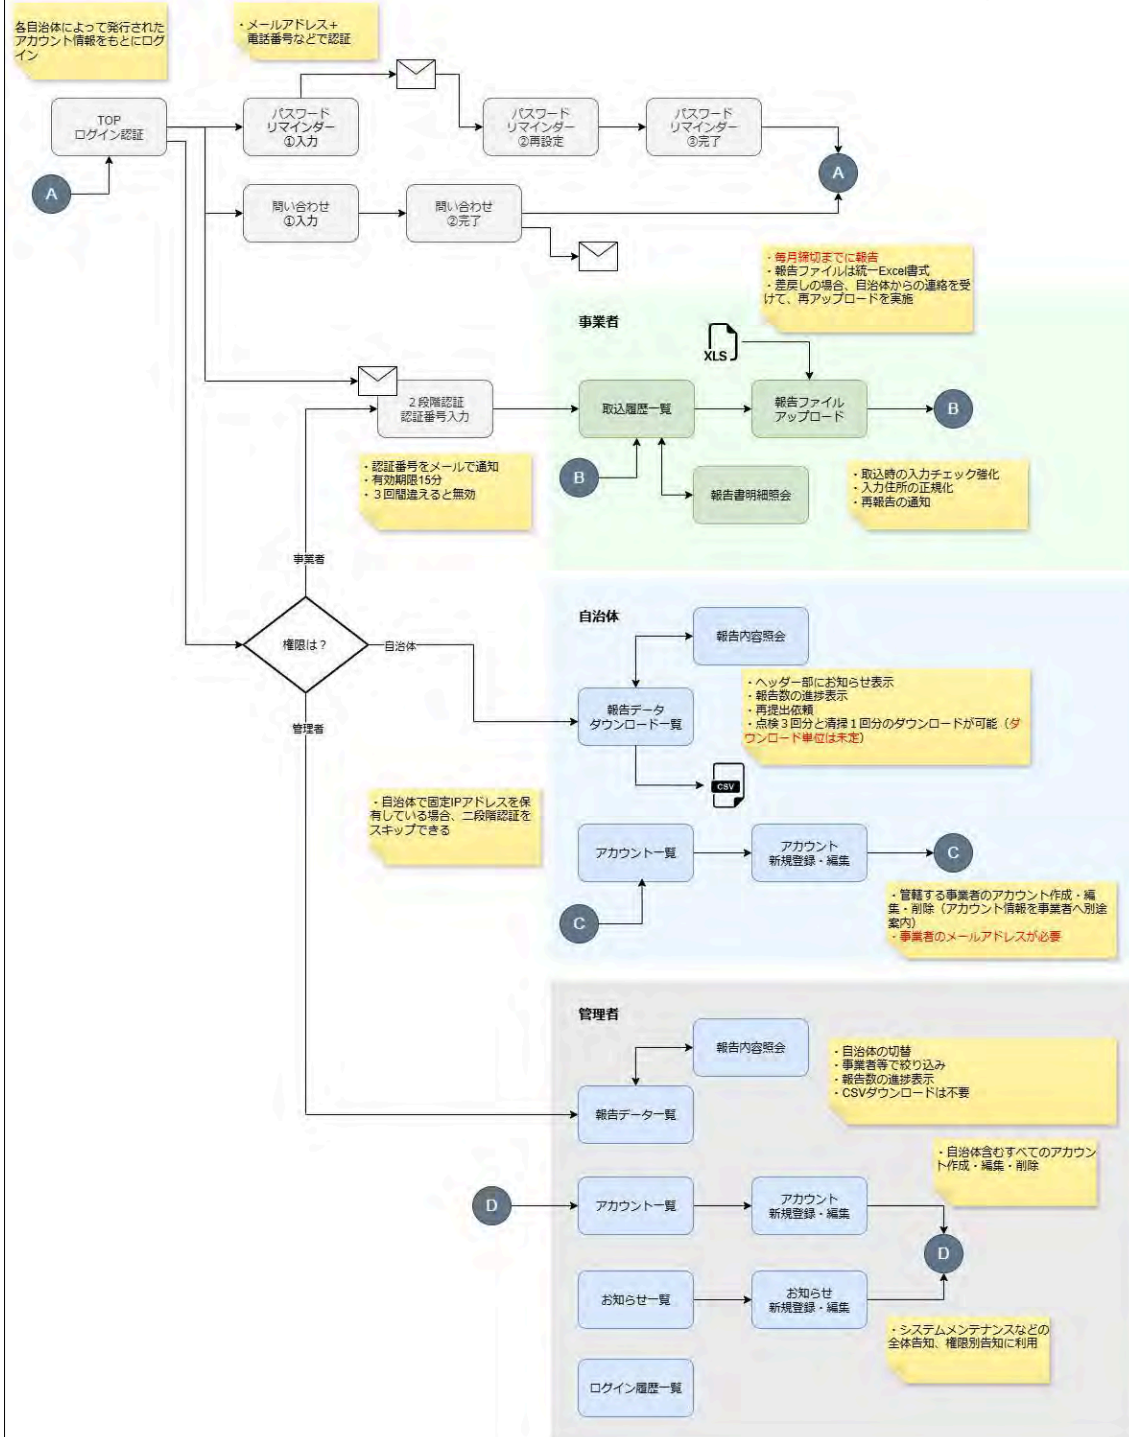 各自治体によって発行された
アカウント情報をもとにログ
イン
・メールアドレス＋
電話番号などで認証
TOP
ログイン認証
パスワード
リマインダー
①入力
パスワード
リマインダー
②再設定
パスワード
リマインダー
③完了
A
A
問い合わせ
①入力
問い合わせ
②完了
・毎月締切までに報告
・報告ファイルは統一Excel書式
・差戻しの場合、自治体からの連絡を受
けて、再アップロードを実施
事業者
XLS
２段階認証
認証番号入力
取込履歴一覧
報告ファイル
アップロード
B
・認証番号をメールで通知
・有効期限15分
・３回間違えると無効
B
報告書明細照会
・取込時の入力チェック強化
・入力住所の正規化
・再報告の通知
事業者
権限は？
自治体
管理者
自治体
報告内容照会
・ヘッダー部にお知らせ表示
・報告数の進捗表示
・再提出依頼
・点検３回分と清掃１回分のダウンロードが可能（ダ
ウンロード単位は未定）
報告データ
ダウンロード一覧
CSV
・自治体で固定IPアドレスを保
有している場合、二段階認証を
スキップできる
アカウント一覧
アカウント
新規登録・編集
C
C
・管轄する事業者のアカウント作成・編
集・削除（アカウント情報を事業者へ別途
案内）
・事業者のメールアドレスが必要
管理者
報告内容照会
・自治体の切替
・事業者等で絞り込み
・報告数の進捗表示
・CSVダウンロードは不要
報告データ一覧
・自治体含むすべてのアカウン
ト作成・編集・削除
D
アカウント一覧
アカウント
新規登録・編集
D
お知らせ一覧
お知らせ
新規登録・編集
・システムメンテナンスなどの
全体告知、権限別告知に利用
ログイン履歴一覧